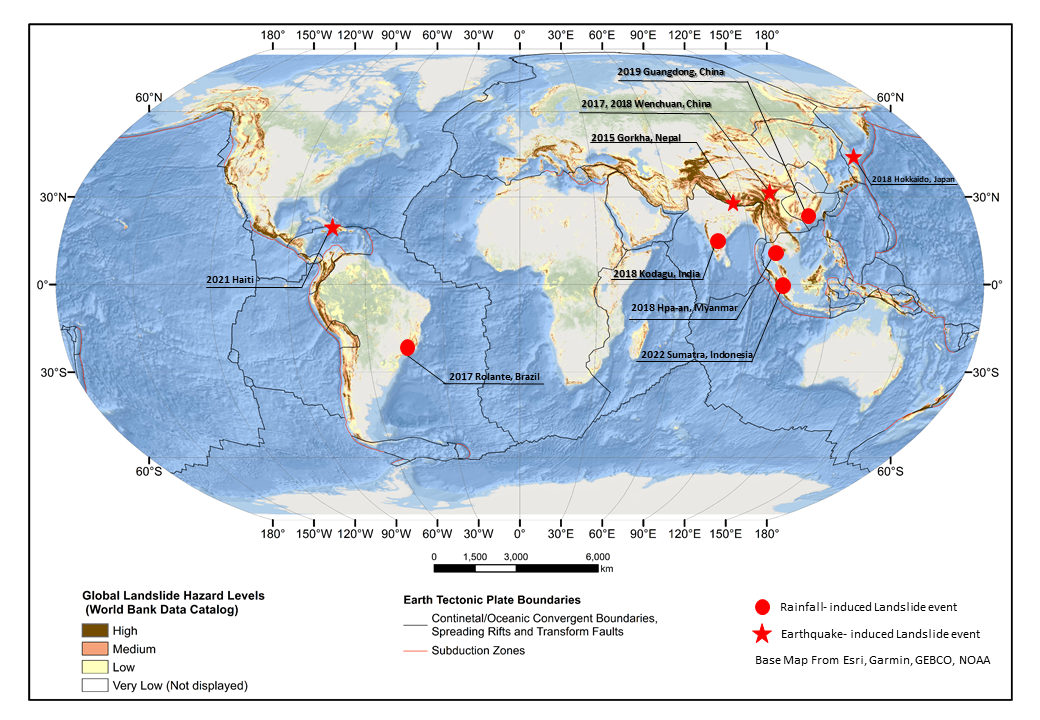 180° 150°W 120°W 90°W 60°W 30°W 0° 30°E 60°E 90°E 120°E 150°E 180°
2019 Guangdong, China
60°N 60°N
2017, 2018 Wenchuan, China
2015 Gorkha, Nepal
2018 Hokkaido, Japan
30°N 30°N
2018 Kodagu, India
2021 Haiti
0° 0°
2018 Hpa-an, Myanmar
2022 Sumatra, Indonesia
30°S 30°S
2017 Rolante, Brazil
60°S 60°S
180° 150°W 120°W 90°W 60°W 30°W 0° 30°E 60°E 90°E 120°E 150°E 180°
0 1,500 3,000 6,000
km
Global Landslide Hazard Levels
(World Bank Data Catalog)
High
Medium
Low
Very Low (Not displayed)
Earth Tectonic Plate Boundaries
Continetal/Oceanic Convergent Boundaries,
Spreading Rifts and Transform Faults
Subduction Zones
Rainfall- induced Landslide event
Earthquake- induced Landslide event
Base Map From Esri, Garmin, GEBCO, NOAA